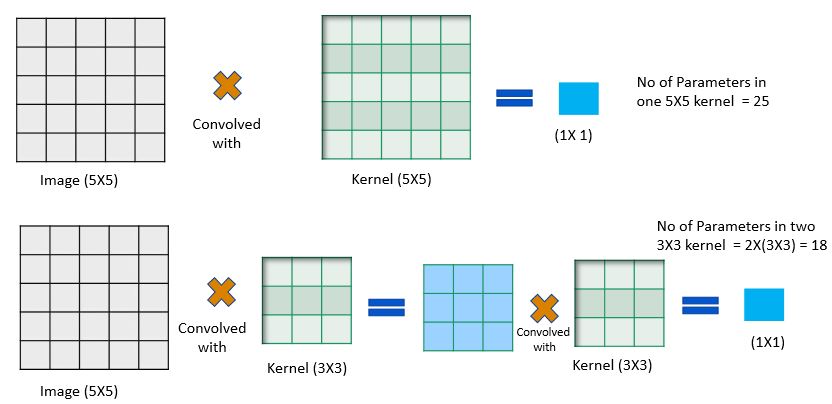 Convolved
with
No of Parameters in
one 5X5 kernel = 25
(1X 1)
Image (5X5)
Kernel (5X5)
No of Parameters in two
3X3 kernel = 2X(3X3) = 18
Convolved
with
Convolved
with
Kernel (3X3)
Kernel (3X3)
(1X1)
Image (5X5)